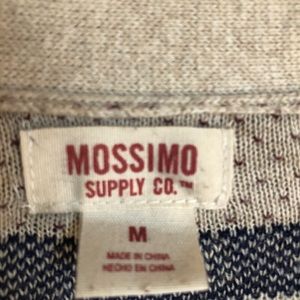 MOSSIMO
SUPPLY CO.™
M
MADE IN CHINA
HECHO EN CHINA